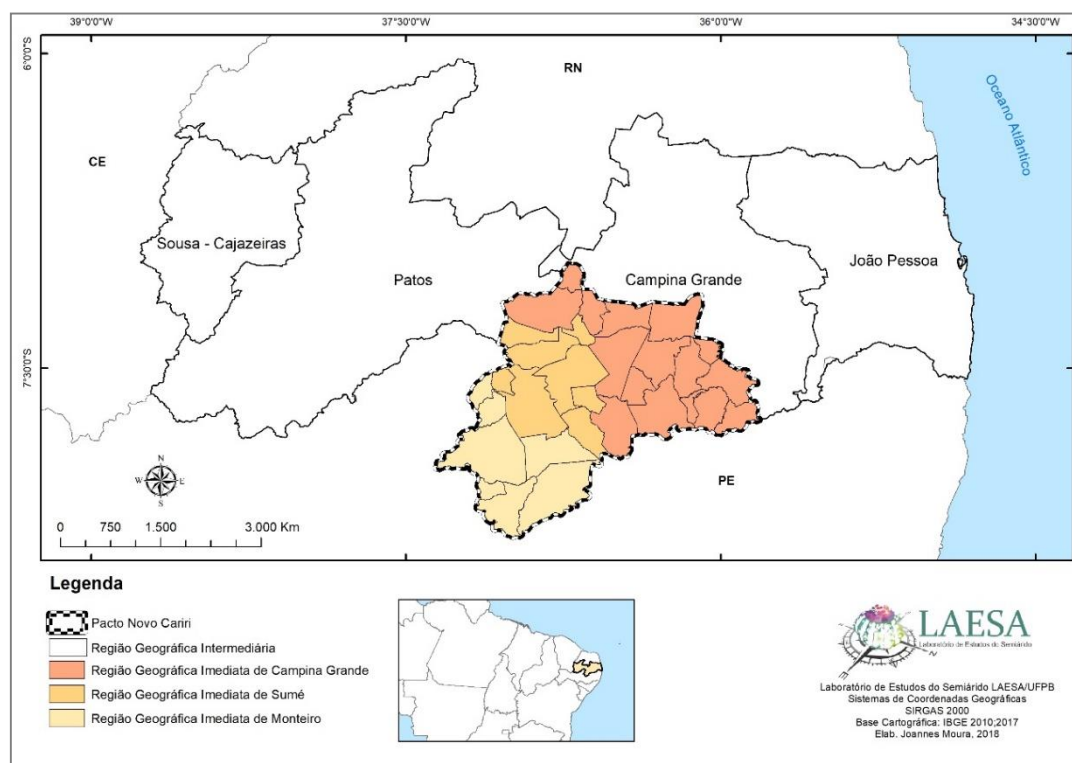 39°0'0"W
37°30'0"W
36°0'0"W
34°30'0"W
6°0'0"S
7°30'0"S
RN
CE
PE
Oceano Atlântico
Sousa - Cajazeiras
Patos
Campina Grande
João Pessoa
N
W
E
S
0 750 1.500 3.000 Km
Legenda
Pacto Novo Cariri
Região Geográfica Intermediária
Região Geográfica Imediata de Campina Grande
Região Geográfica Imediata de Sumé
Região Geográfica Imediata de Monteiro
LAESA
Laboratório de Estudos do Semiárido
Laboratório de Estudos do Semiárido LAESA/UFPB
Sistemas de Coordenadas Geográficas
SIRGAS 2000
Base Cartográfica: IBGE 2010;2017
Elab. Joannes Moura, 2018